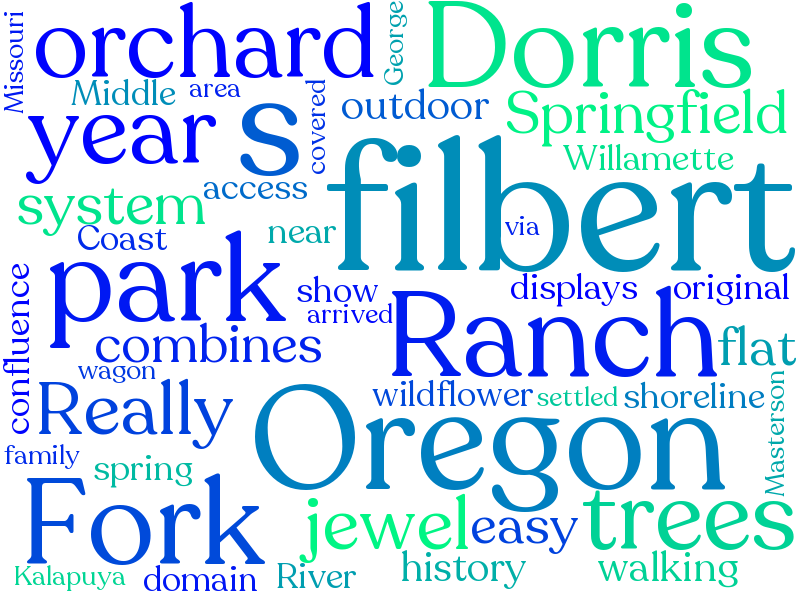 Missouri
orchard
George
Dorris
Middle
area
covered
outdoor
Springfield
year
s
Willamette
access
filbert
system
Coast
near
via
park
show
displays
original
arrived
Ranch
confluence
combines
flat
wagon
Really
wildflower
settled
shoreline
Masterson
Oregon
family
spring
Fork
jewel
easy
trees
Kalapuya
domain
River
history
walking